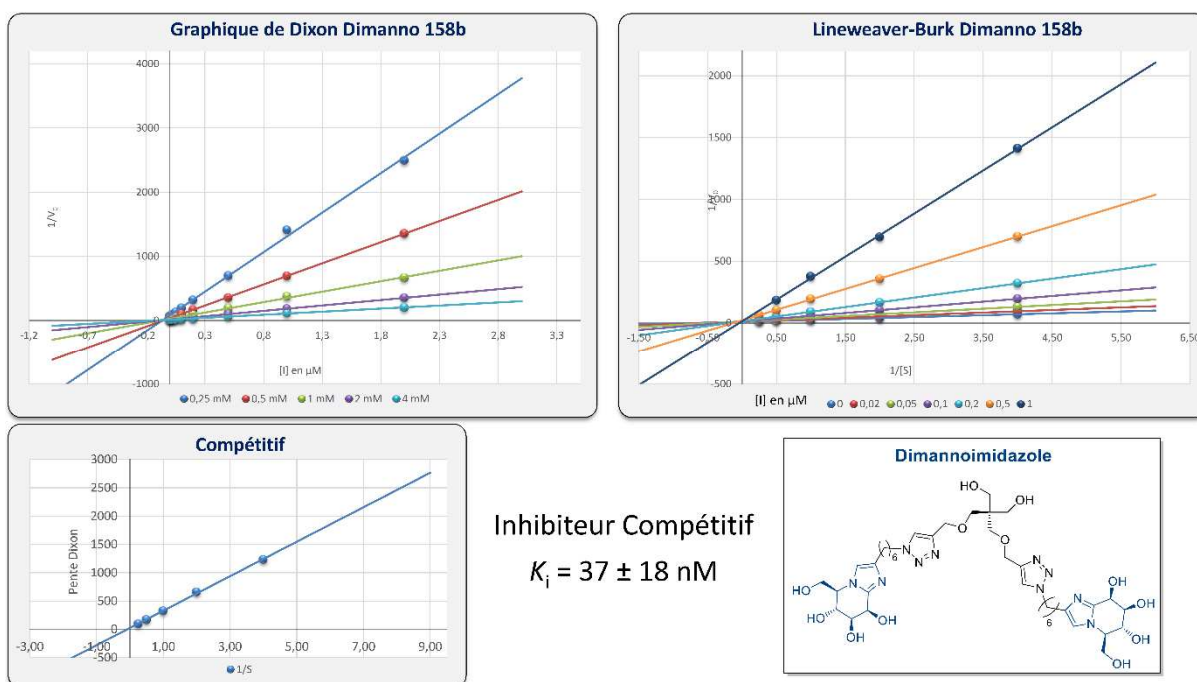 Graphique de Dixon Dimanno 158b
4000
3000
2000
1000
0
-1000
1/V₀
-1,2
-0,7
-0,2
0,3
0,8
1,3
1,8
2,3
2,8
3,3
[I] en µM
0,25 mM
0,5 mM
1 mM
2 mM
4 mM
Lineweaver-Burk Dimanno 158b
2000
1500
1000
500
0
-500
-1,50
-0,50
0,50
1,50
2,50
3,50
4,50
5,50
6,50
1/[S]
[I] en µM
0
0,02
0,05
0,1
0,2
0,5
1
Compétitif
3000
2500
2000
1500
1000
500
0
-500
Pente Dixon
-3,00
-1,00
1,00
3,00
5,00
7,00
9,00
1/S
Inhibiteur Compétitif
Kᵢ = 37 ± 18 nM
Dimannoimidazole
HO
OH
O
O
N
N
N
N
N
N
6
6
N
N
N
N
HO
HO
HO
OH
OH
OH
OH
OH
OH